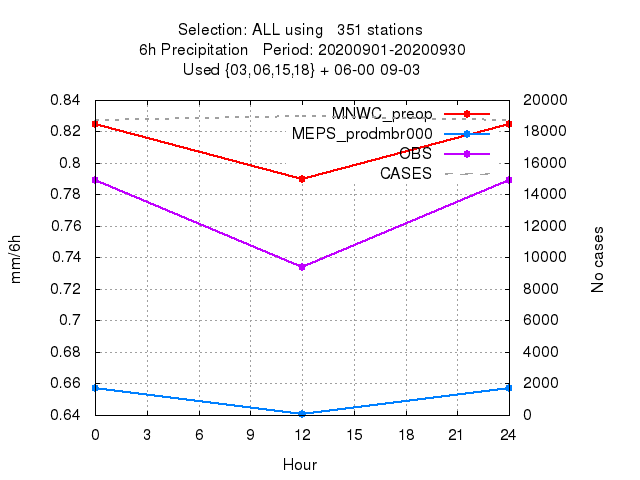 Selection: ALL using   351 stations
6h Precipitation   Period: 20200901-20200930
Used {03,06,15,18} + 06-00 09-03
MNWC_preop
MEPS_prodmbr000
OBS
CASES
0.84
0.82
0.8
0.78
0.76
0.74
0.72
0.7
0.68
0.66
0.64
20000
18000
16000
14000
12000
10000
8000
6000
4000
2000
0
mm/6h
No cases
0 3 6 9 12 15 18 21 24
Hour